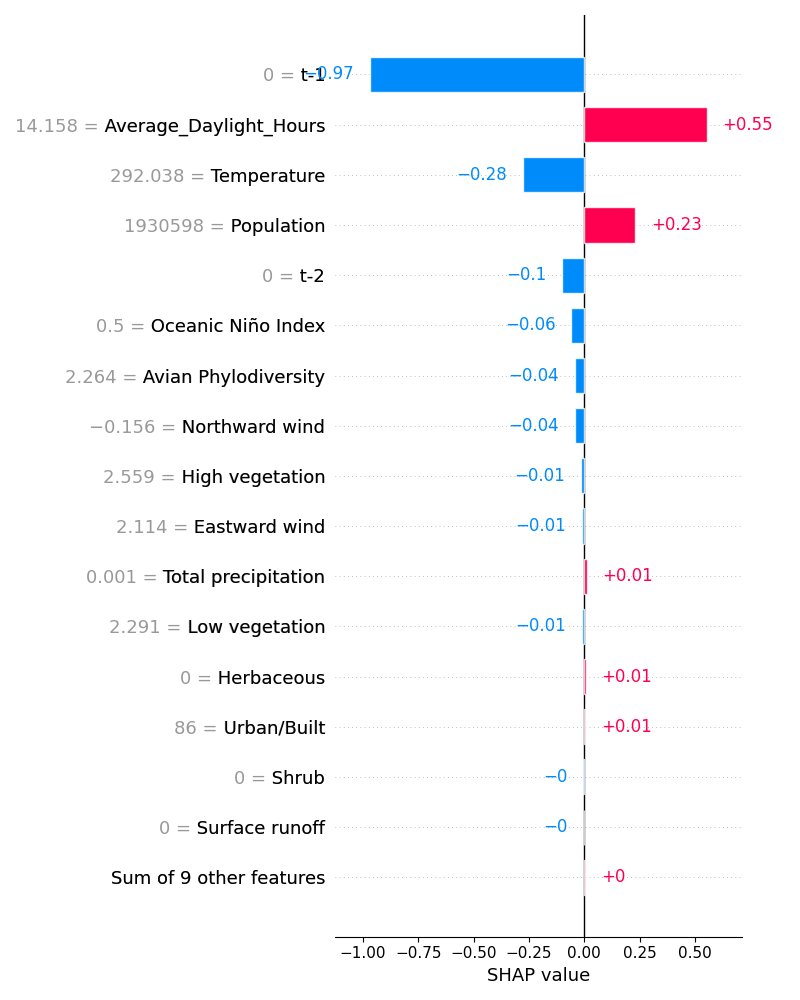 0 = t-1 −0.97
14.158 = Average_Daylight_Hours +0.55
292.038 = Temperature −0.28
1930598 = Population +0.23
0 = t-2 −0.1
0.5 = Oceanic Niño Index −0.06
2.264 = Avian Phylodiversity −0.04
−0.156 = Northward wind −0.04
2.559 = High vegetation −0.01
2.114 = Eastward wind −0.01
0.001 = Total precipitation +0.01
2.291 = Low vegetation −0.01
0 = Herbaceous +0.01
86 = Urban/Built +0.01
0 = Shrub −0
0 = Surface runoff −0
Sum of 9 other features +0
−1.00 −0.75 −0.50 −0.25 0.00 0.25 0.50
SHAP value